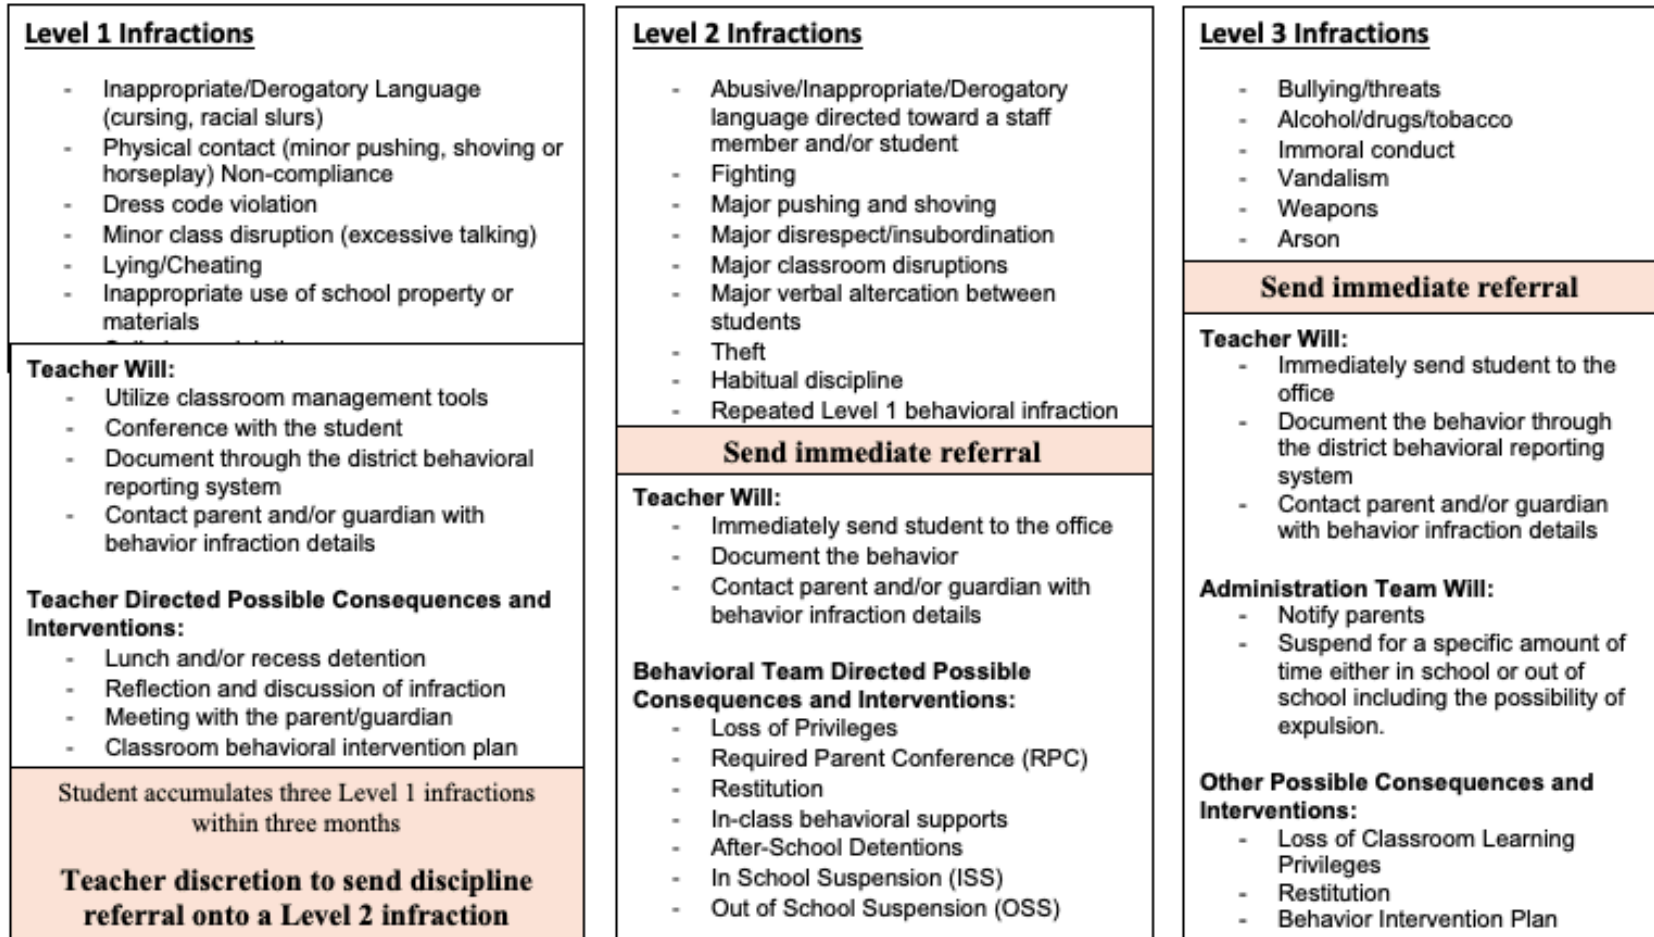 Level 1 Infractions
- Inappropriate/Derogatory Language
(cursing, racial slurs)
- Physical contact (minor pushing, shoving or
horseplay) Non-compliance
- Dress code violation
- Minor class disruption (excessive talking)
- Lying/Cheating
- Inappropriate use of school property or
materials
Teacher Will:
- Utilize classroom management tools
- Conference with the student
- Document through the district behavioral
reporting system
- Contact parent and/or guardian with
behavior infraction details
Teacher Directed Possible Consequences and
Interventions:
- Lunch and/or recess detention
- Reflection and discussion of infraction
- Meeting with the parent/guardian
- Classroom behavioral intervention plan
Student accumulates three Level 1 infractions
within three months
Teacher discretion to send discipline
referral onto a Level 2 infraction
Level 2 Infractions
- Abusive/Inappropriate/Derogatory
language directed toward a staff
member and/or student
- Fighting
- Major pushing and shoving
- Major disrespect/insubordination
- Major classroom disruptions
- Major verbal altercation between
students
- Theft
- Habitual discipline
- Repeated Level 1 behavioral infraction
Send immediate referral
Teacher Will:
- Immediately send student to the office
- Document the behavior
- Contact parent and/or guardian with
behavior infraction details
Behavioral Team Directed Possible
Consequences and Interventions:
- Loss of Privileges
- Required Parent Conference (RPC)
- Restitution
- In-class behavioral supports
- After-School Detentions
- In School Suspension (ISS)
- Out of School Suspension (OSS)
Level 3 Infractions
- Bullying/threats
- Alcohol/drugs/tobacco
- Immoral conduct
- Vandalism
- Weapons
- Arson
Send immediate referral
Teacher Will:
- Immediately send student to the
office
- Document the behavior through
the district behavioral reporting
system
- Contact parent and/or guardian
with behavior infraction details
Administration Team Will:
- Notify parents
- Suspend for a specific amount of
time either in school or out of
school including the possibility of
expulsion.
Other Possible Consequences and
Interventions:
- Loss of Classroom Learning
Privileges
- Restitution
- Behavior Intervention Plan